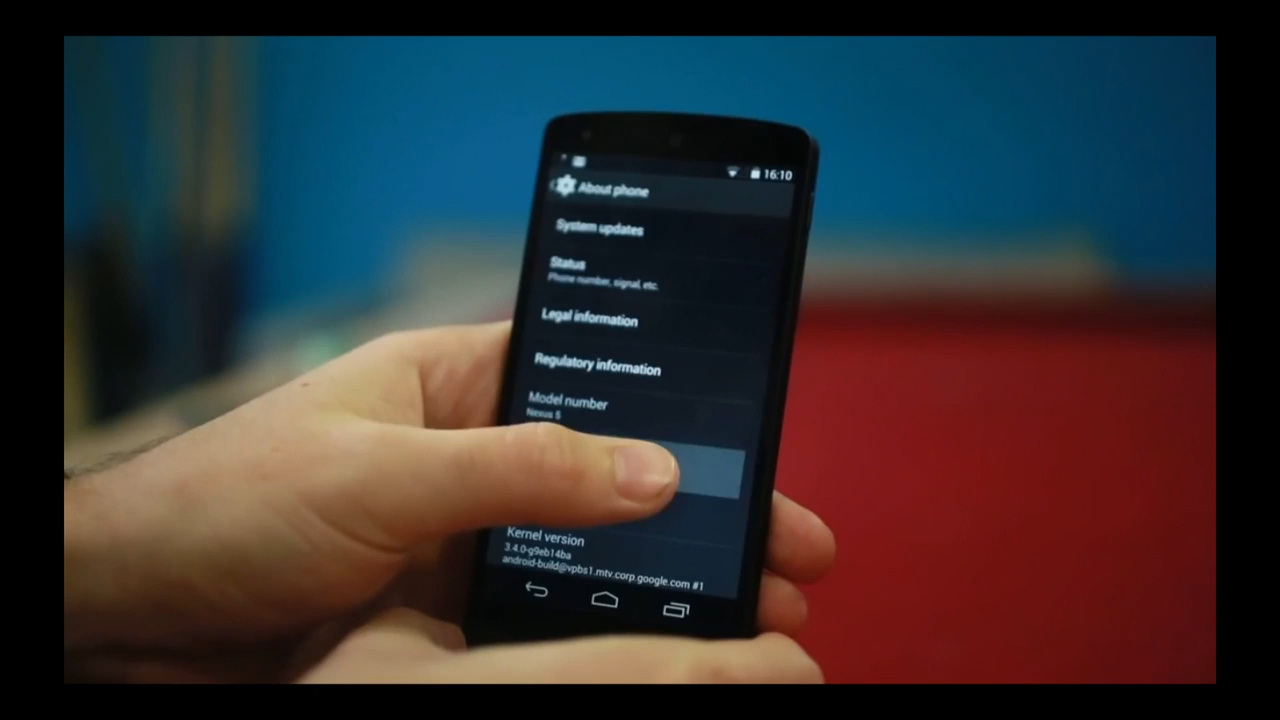 16:10
About phone
System updates
Status
Phone number, signal, etc.
Legal information
Regulatory information
Model number
Nexus 5
Kernel version
3.4.0-g9eb14ba
android-build@vpbs1.mtv.corp.google.com #1